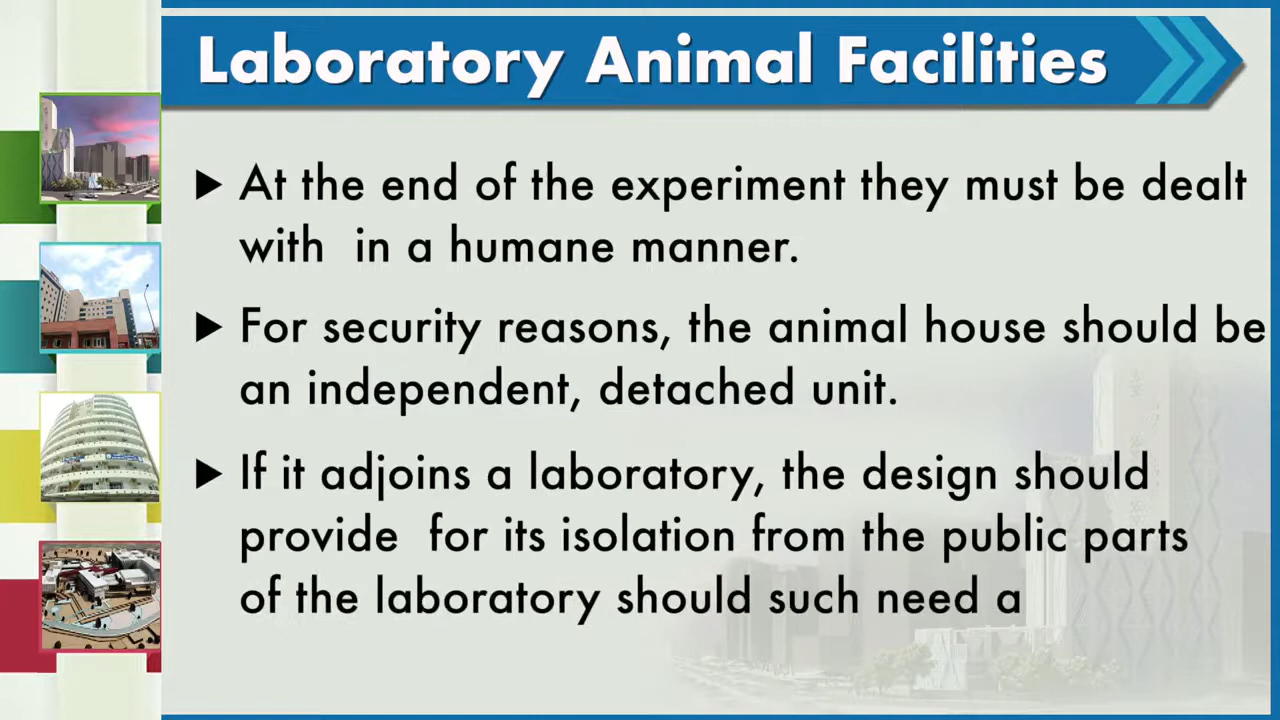 Laboratory Animal Facilities
At the end of the experiment they must be dealt
with in a humane manner.
For security reasons, the animal house should be
an independent, detached unit.
If it adjoins a laboratory, the design should
provide for its isolation from the public parts
of the laboratory should such need a